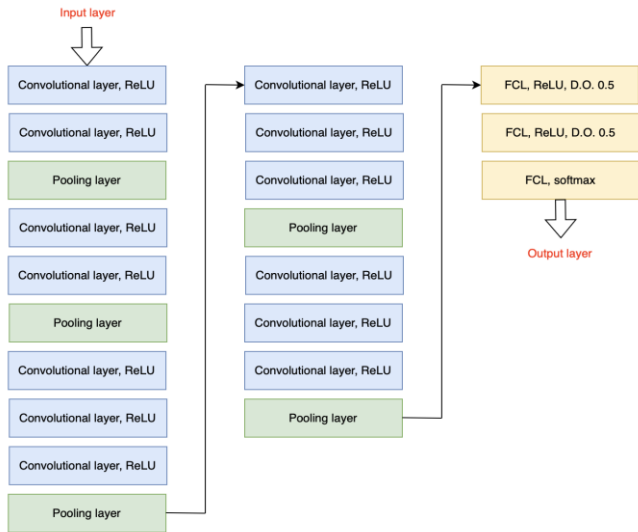 Input layer
Convolutional layer, ReLU
Convolutional layer, ReLU
Pooling layer
Convolutional layer, ReLU
Convolutional layer, ReLU
Pooling layer
Convolutional layer, ReLU
Convolutional layer, ReLU
Convolutional layer, ReLU
Pooling layer
Convolutional layer, ReLU
Convolutional layer, ReLU
Convolutional layer, ReLU
Pooling layer
Convolutional layer, ReLU
Convolutional layer, ReLU
Convolutional layer, ReLU
Pooling layer
FCL, ReLU, D.O. 0.5
FCL, ReLU, D.O. 0.5
FCL, softmax
Output layer